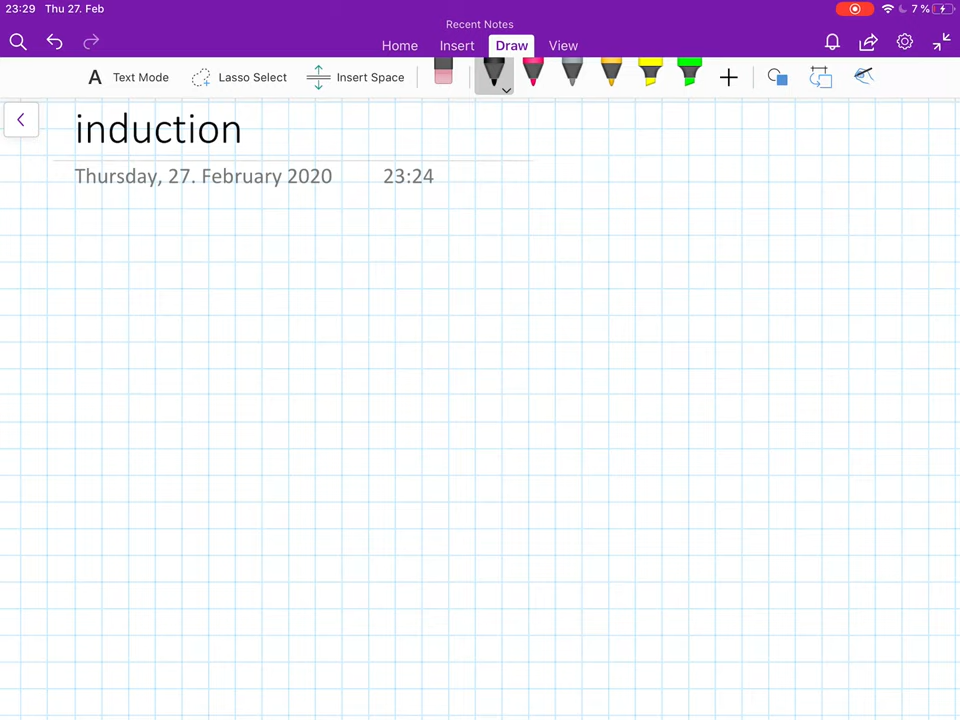 23:29 Thu 27. Feb 7 %
Recent Notes
Home Insert Draw View
A Text Mode Lasso Select Insert Space
induction
Thursday, 27. February 2020 23:24